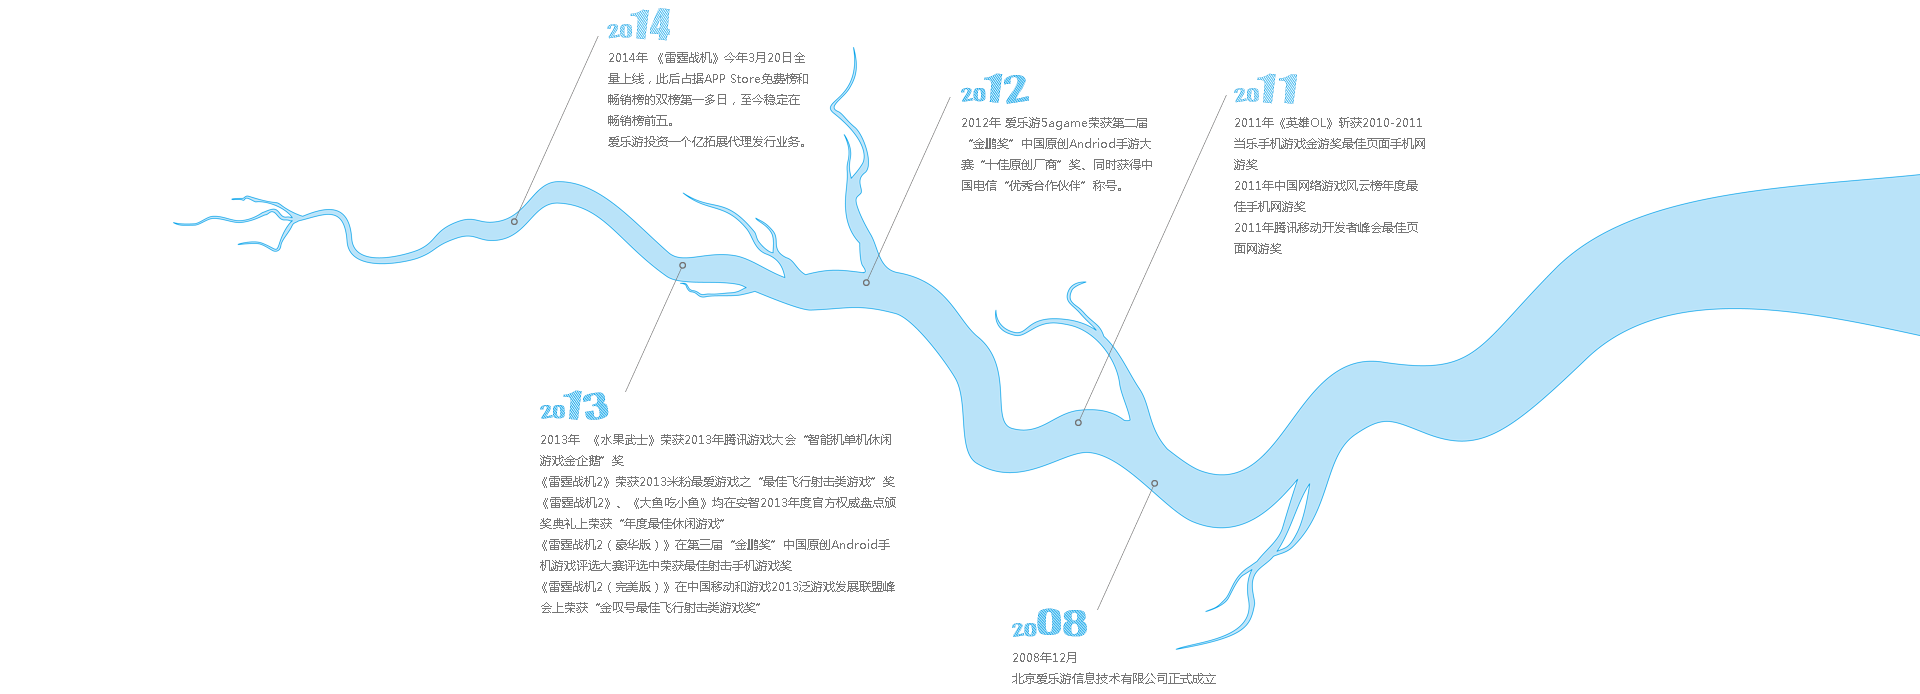 2014
2014年 《雷霆战机》今年3月20日全
量上线，此后占据APP Store免费榜和
畅销榜的双榜第一多日，至今稳定在
畅销榜前五。
爱乐游投资一个亿拓展代理发行业务。
2012
2012年 爱乐游5agame荣获第二届
“金鹏奖”中国原创Andriod手游大
赛“十佳原创厂商”奖、同时获得中
国电信“优秀合作伙伴”称号。
2011
2011年《英雄OL》斩获2010-2011
当乐手机游戏金游奖最佳页面手机网
游奖
2011年中国网络游戏风云榜年度最
佳手机网游奖
2011年腾讯移动开发者峰会最佳页
面网游奖
2013
2013年 《水果武士》荣获2013年腾讯游戏大会“智能机单机休闲
游戏金企鹅”奖
《雷霆战机2》荣获2013米粉最爱游戏之“最佳飞行射击类游戏”奖
《雷霆战机2》、《大鱼吃小鱼》均在安智2013年度官方权威盘点颁
奖典礼上荣获“年度最佳休闲游戏”
《雷霆战机2（豪华版）》在第三届“金鹏奖”中国原创Android手
机游戏评选大赛评选中荣获最佳射击手机游戏奖
《雷霆战机2（完美版）》在中国移动和游戏2013泛游戏发展联盟峰
会上荣获“金叹号最佳飞行射击类游戏奖”
2008
2008年12月
北京爱乐游信息技术有限公司正式成立